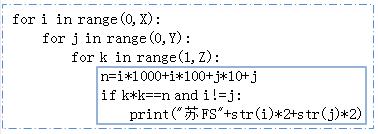 for i in range(0,X):
for j in range(0,Y):
for k in range(1,Z):
n=i*1000+i*100+j*10+j
if k*k==n and i!=j:
print("苏FS"+str(i)*2+str(j)*2)